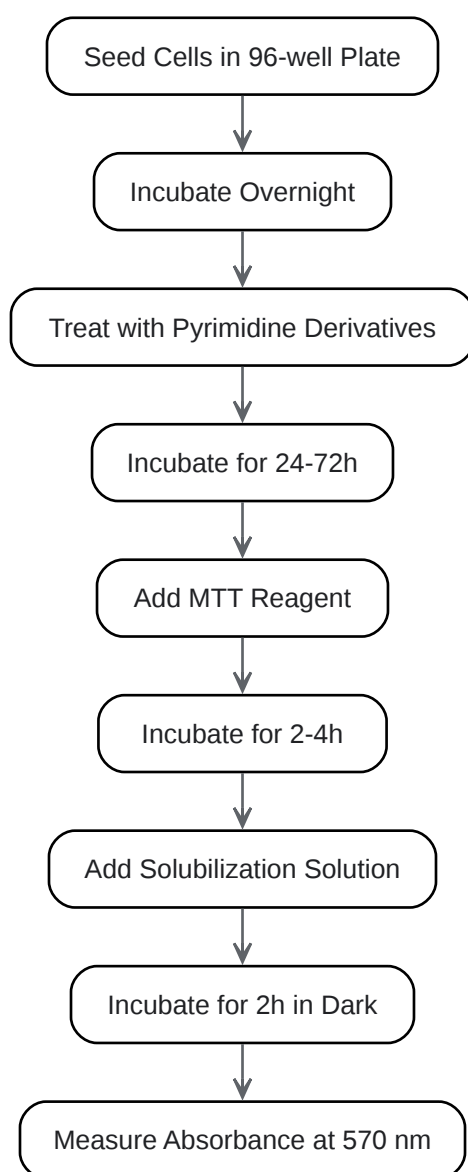 Seed Cells in 96-well Plate
Incubate Overnight
Treat with Pyrimidine Derivatives
Incubate for 24-72h
Add MTT Reagent
Incubate for 2-4h
Add Solubilization Solution
Incubate for 2h in Dark
Measure Absorbance at 570 nm